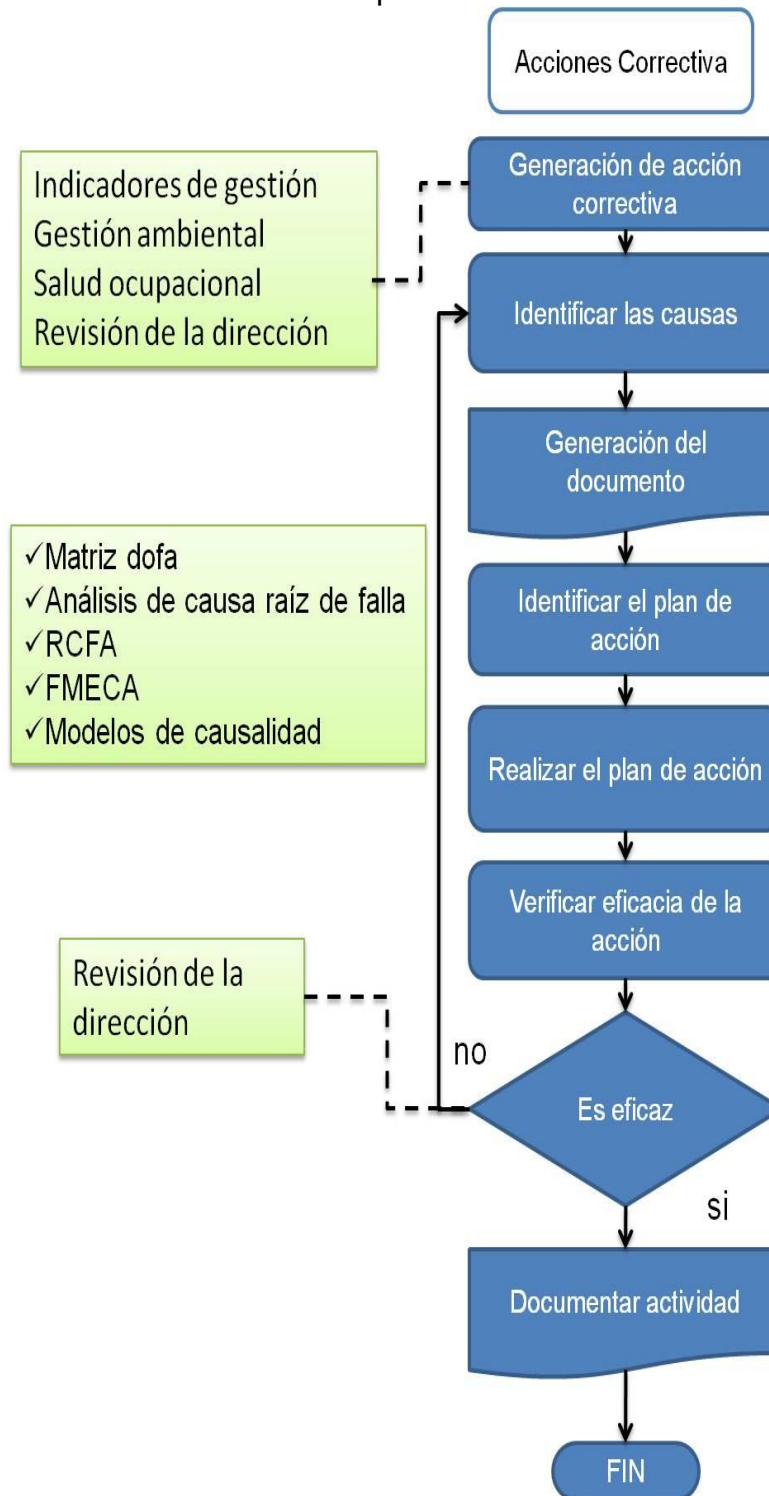 Acciones Correctiva
Indicadores de gestión
Gestión ambiental
Salud ocupacional
Revisión de la dirección
Generación de acción
correctiva
Identificar las causas
Generación del
documento
✓Matriz dofa
✓Análisis de causa raíz de falla
✓RCFA
✓FMECA
✓Modelos de causalidad
Identificar el plan de
acción
Realizar el plan de acción
Verificar eficacia de la
acción
Revisión de la
dirección
no
Es eficaz
si
Documentar actividad
FIN